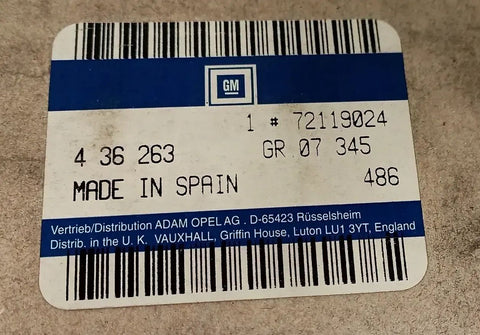 GM
1 # 72119024
4 36 263 GR 07 345
MADE IN SPAIN 486
Vertrieb/Distribution ADAM OPEL AG . D-65423 Rüsselsheim
Distrib. in the U. K. VAUXHALL, Griffin House, Luton LU1 3YT, England